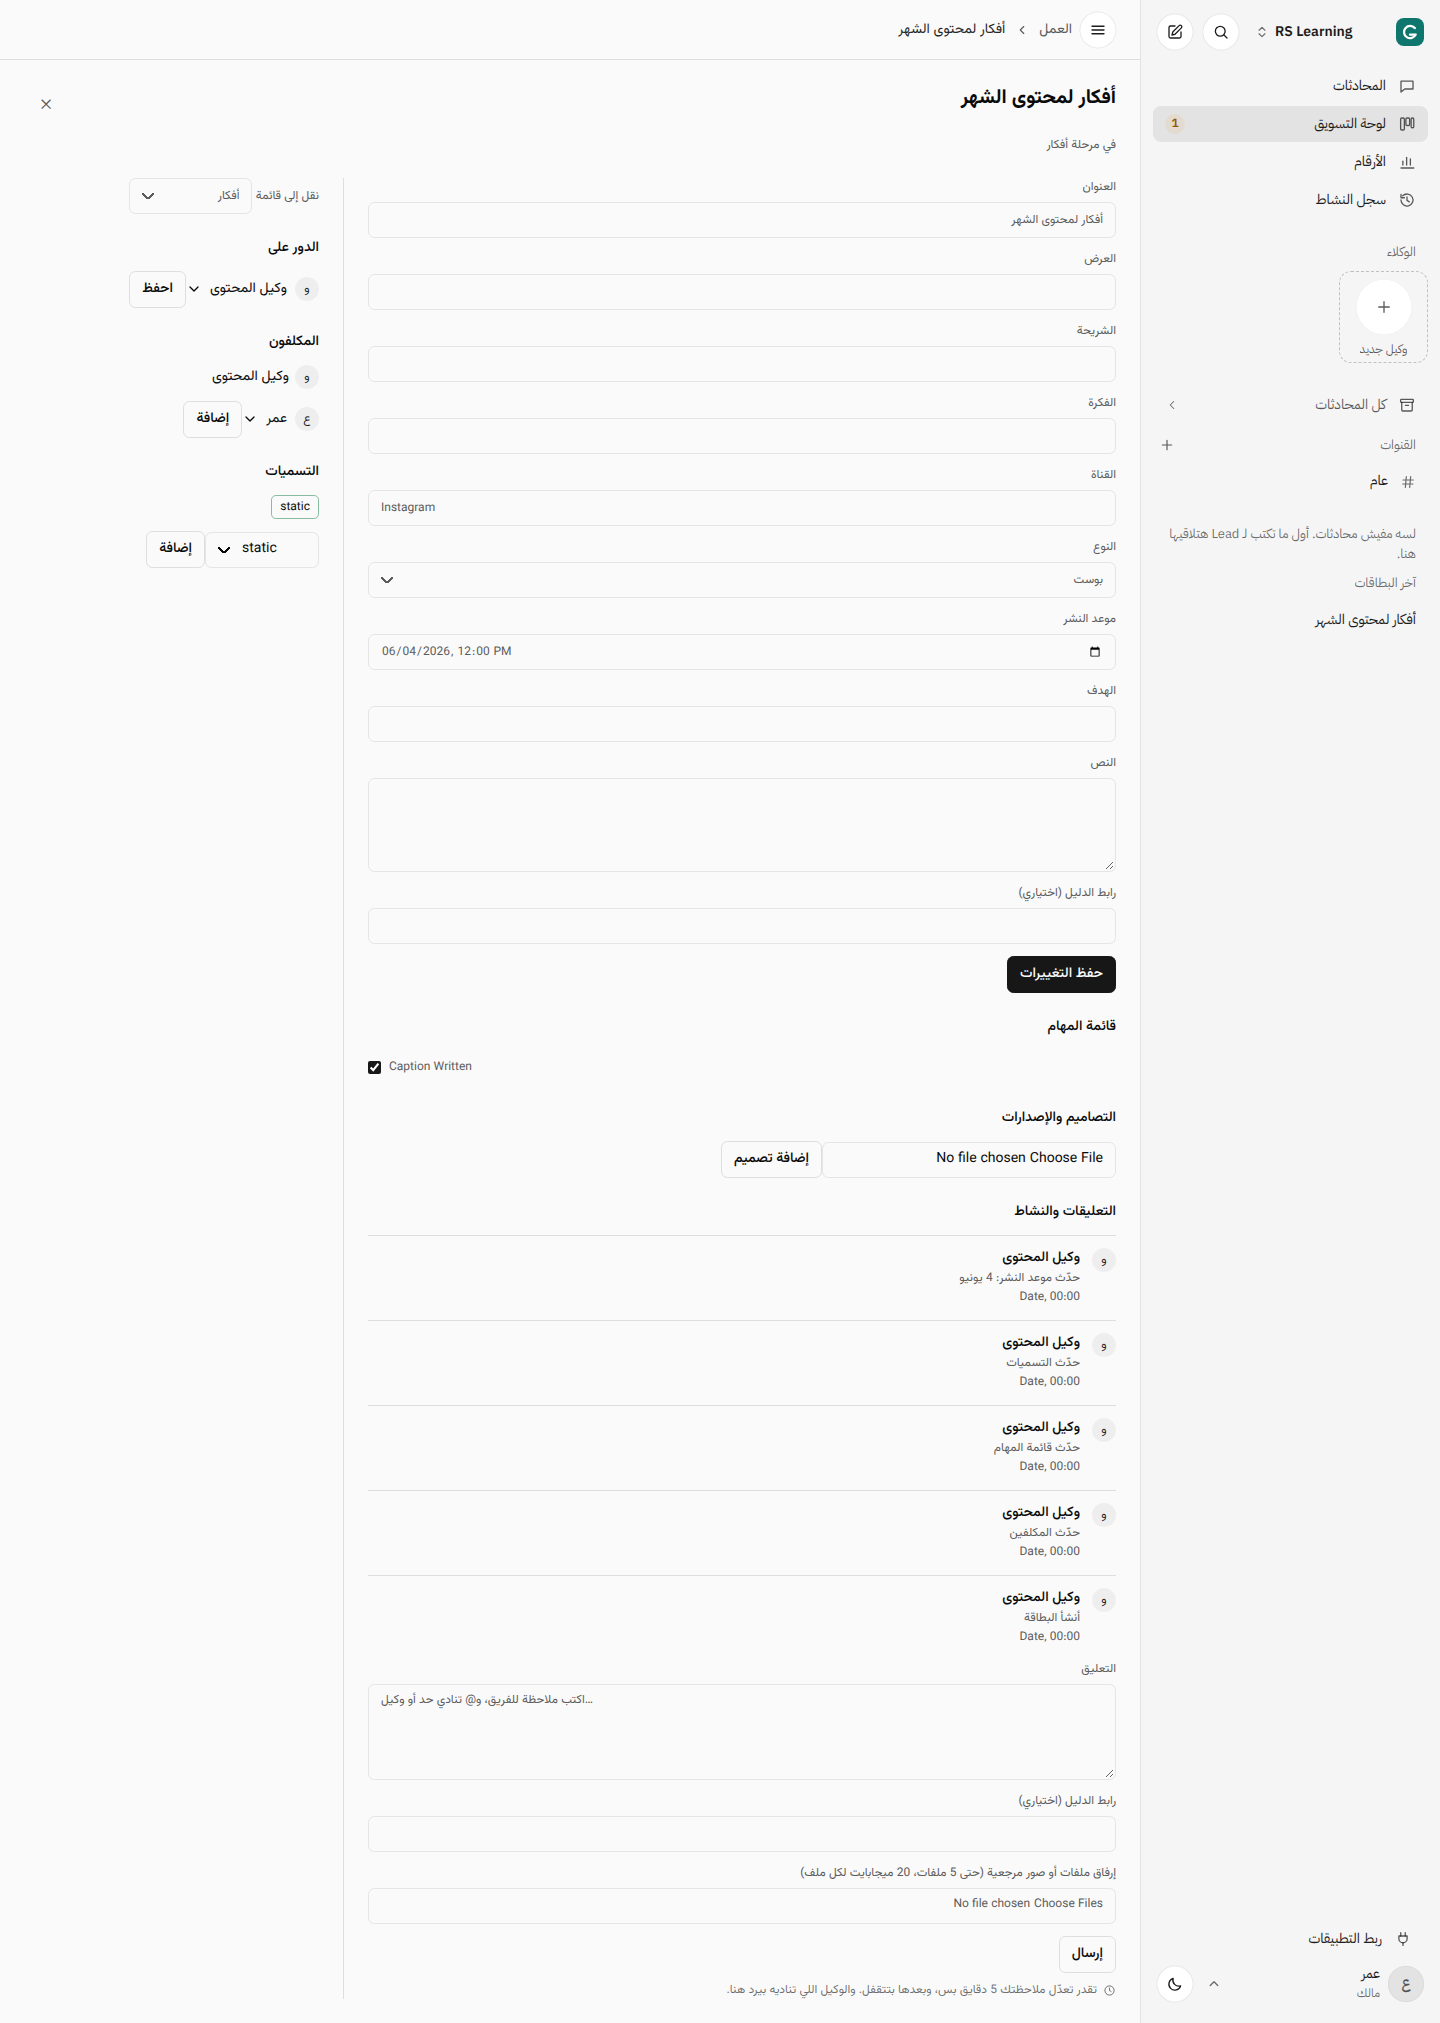 RS Learning
المحادثات
لوحة التسويق
1
الأرقام
سجل النشاط
الوكلاء
وكيل جديد
كل المحادثات
القنوات
عام
لسه مفيش محادثات. أول ما تكتب لـ Lead هتلاقيها
هنا.
آخر البطاقات
أفكار لمحتوى الشهر
ربط التطبيقات
ع
عمر
مالك
العمل
أفكار لمحتوى الشهر
أفكار لمحتوى الشهر
في مرحلة أفكار
العنوان
أفكار لمحتوى الشهر
العرض
الشريحة
الفكرة
القناة
Instagram
النوع
بوست
موعد النشر
06/04/2026, 12:00 PM
الهدف
النص
رابط الدليل (اختياري)
حفظ التغييرات
قائمة المهام
Caption Written
التصاميم والإصدارات
No file chosen Choose File
إضافة تصميم
التعليقات والنشاط
و
وكيل المحتوى
حدّث موعد النشر: 4 يونيو
Date, 00:00
و
وكيل المحتوى
حدّث التسميات
Date, 00:00
و
وكيل المحتوى
حدّث قائمة المهام
Date, 00:00
و
وكيل المحتوى
حدّث المكلفين
Date, 00:00
و
وكيل المحتوى
أنشأ البطاقة
Date, 00:00
التعليق
اكتب ملاحظة للفريق، و@ تنادي حد أو وكيل...
رابط الدليل (اختياري)
إرفاق ملفات أو صور مرجعية (حتى 5 ملفات، 20 ميجابايت لكل ملف)
No file chosen Choose Files
إرسال
تقدر تعدّل ملاحظتك 5 دقايق بس، وبعدها بتتقفل. والوكيل اللي تناديه بيرد هنا.
نقل إلى قائمة
أفكار
الدور على
و
وكيل المحتوى
احفظ
المكلفون
و
وكيل المحتوى
ع
عمر
إضافة
التسميات
static
static
إضافة